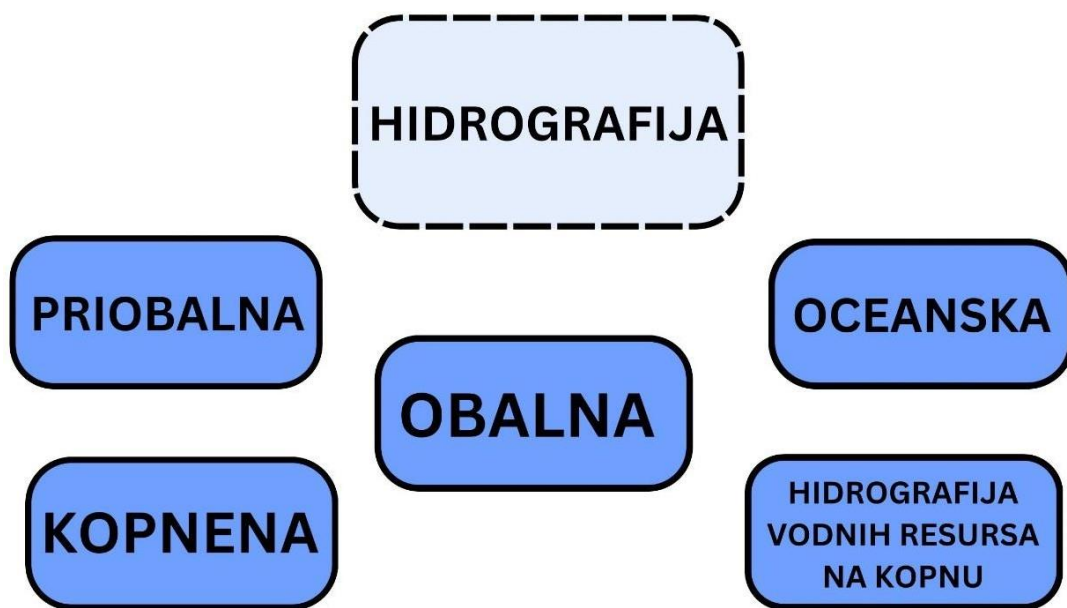 HIDROGRAFIJA
PRIOBALNA
OCEANSKA
OBALNA
KOPNENA
HIDROGRAFIJA
VODNIH RESURSA
NA KOPNU